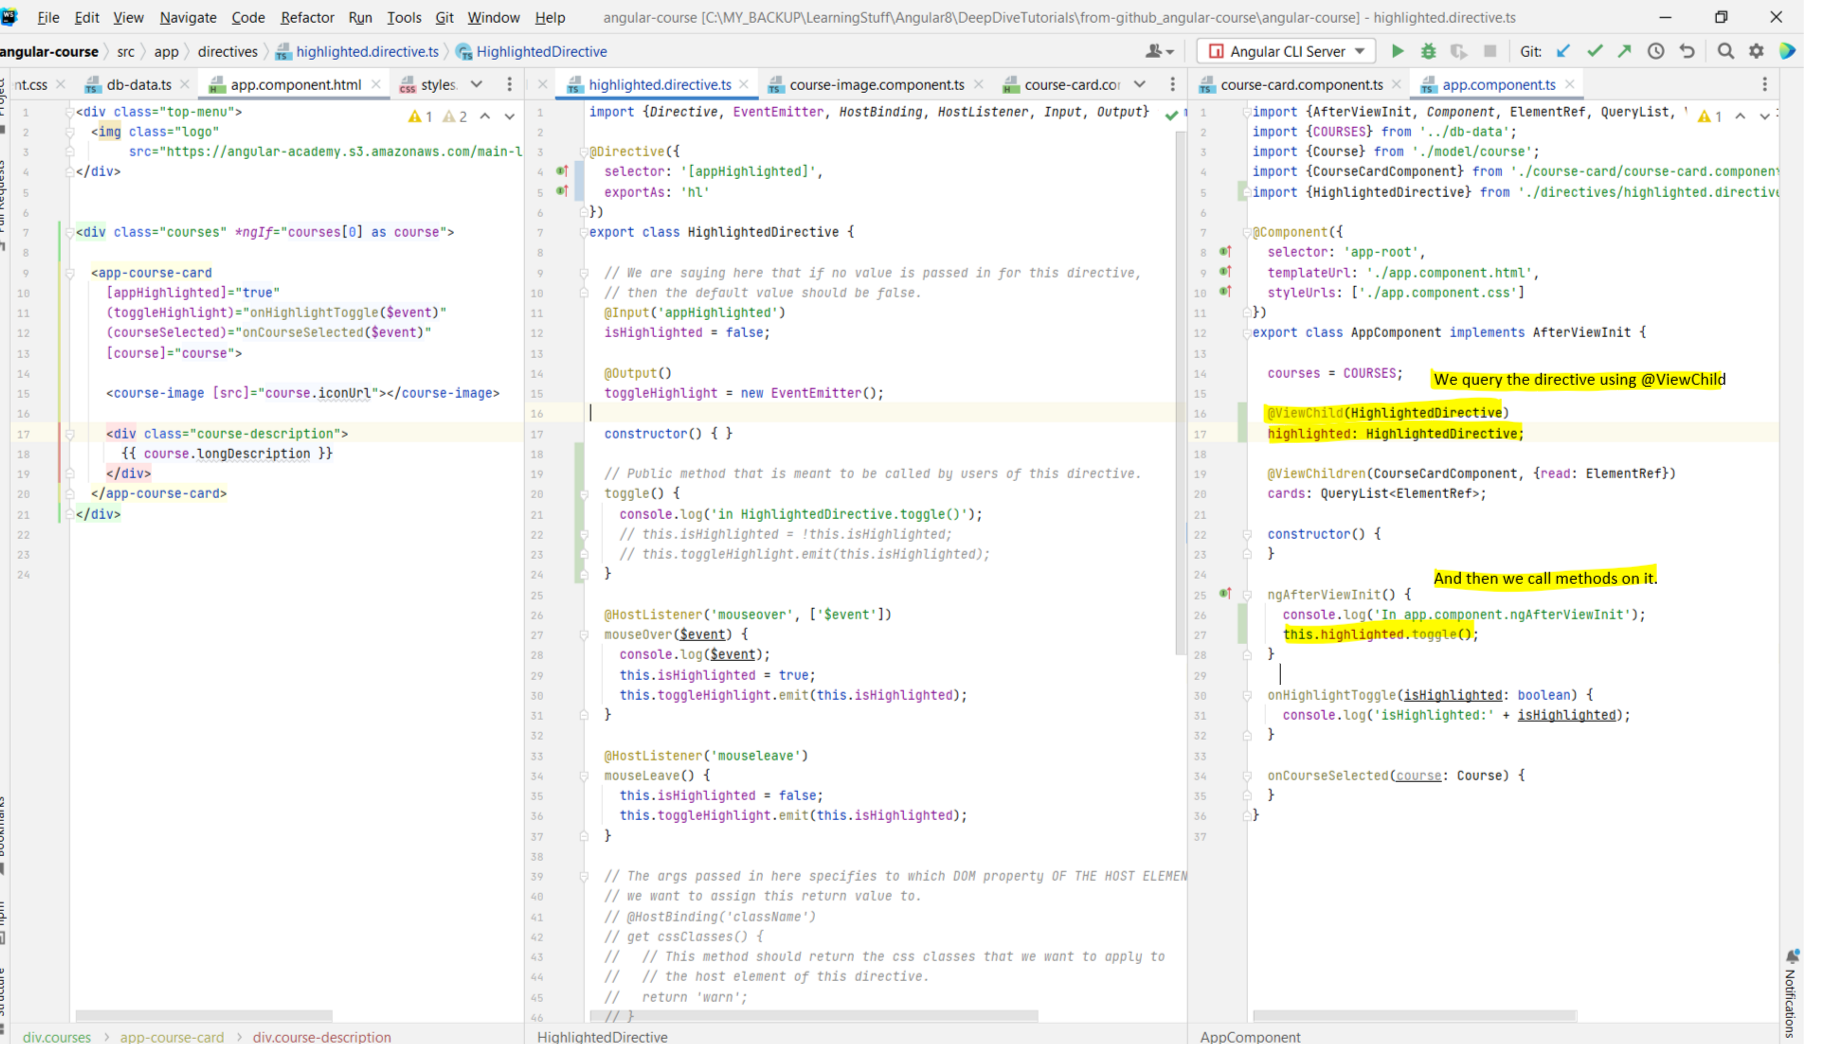 File Edit View Navigate Code Refactor Run Tools Git Window Help angular-course [C:\MY_BACKUP\LearningStuff\Angular8\DeepDiveTutorials\from-github_angular-course\angular-course] - highlighted.directive.ts
angular-course src app directives highlighted.directive.ts HighlightedDirective Angular CLI Server Git:
nt.css db-data.ts app.component.html styles.
1 <div class="top-menu">
2 <img class="logo"
3 src="https://angular-academy.s3.amazonaws.com/main-l
4 </div>
5
6
7 <div class="courses" *ngIf="courses[0] as course">
8
9 <app-course-card
10 [appHighlighted]="true"
11 (toggleHighlight)="onHighlightToggle($event)"
12 (courseSelected)="onCourseSelected($event)"
13 [course]="course">
14
15 <course-image [src]="course.iconUrl"></course-image>
16
17 <div class="course-description">
18 {{ course.longDescription }}
19 </div>
20 </app-course-card>
21 </div>
22
23
24
1 2
div.courses app-course-card div.course-description
highlighted.directive.ts course-image.component.ts course-card.cor
1 import {Directive, EventEmitter, HostBinding, HostListener, Input, Output}
2
3 @Directive({
4 selector: '[appHighlighted]',
5 exportAs: 'hl'
6 })
7 export class HighlightedDirective {
8
9 // We are saying here that if no value is passed in for this directive,
10 // then the default value should be false.
11 @Input('appHighlighted')
12 isHighlighted = false;
13
14 @Output()
15 toggleHighlight = new EventEmitter();
16
17 constructor() { }
18
19 // Public method that is meant to be called by users of this directive.
20 toggle() {
21 console.log('in HighlightedDirective.toggle()');
22 // this.isHighlighted = !this.isHighlighted;
23 // this.toggleHighlight.emit(this.isHighlighted);
24 }
25
26 @HostListener('mouseover', ['$event'])
27 mouseOver($event) {
28 console.log($event);
29 this.isHighlighted = true;
30 this.toggleHighlight.emit(this.isHighlighted);
31 }
32
33 @HostListener('mouseleave')
34 mouseLeave() {
35 this.isHighlighted = false;
36 this.toggleHighlight.emit(this.isHighlighted);
37 }
38
39 // The args passed in here specifies to which DOM property OF THE HOST ELEMEN
40 // we want to assign this return value to.
41 // @HostBinding('className')
42 // get cssClasses() {
43 // // This method should return the css classes that we want to apply to
44 // // the host element of this directive.
45 // return 'warn';
46 // }
HighlightedDirective
course-card.component.ts app.component.ts
1 import {AfterViewInit, Component, ElementRef, QueryList,
2 import {COURSES} from '../db-data';
3 import {Course} from './model/course';
4 import {CourseCardComponent} from './course-card/course-card.component
5 import {HighlightedDirective} from './directives/highlighted.directive
6
7 @Component({
8 selector: 'app-root',
9 templateUrl: './app.component.html',
10 styleUrls: ['./app.component.css']
11 })
12 export class AppComponent implements AfterViewInit {
13
14 courses = COURSES;
We query the directive using @ViewChild
16 @ViewChild(HighlightedDirective)
17 highlighted: HighlightedDirective;
18
19 @ViewChildren(CourseCardComponent, {read: ElementRef})
20 cards: QueryList<ElementRef>;
21
22 constructor() {
23 }
24
And then we call methods on it.
25 ngAfterViewInit() {
26 console.log('In app.component.ngAfterViewInit');
27 this.highlighted.toggle();
28 }
29
30 onHighlightToggle(isHighlighted: boolean) {
31 console.log('isHighlighted:' + isHighlighted);
32 }
33
34 onCourseSelected(course: Course) {
35 }
36 }
37
1
AppComponent
Notifications